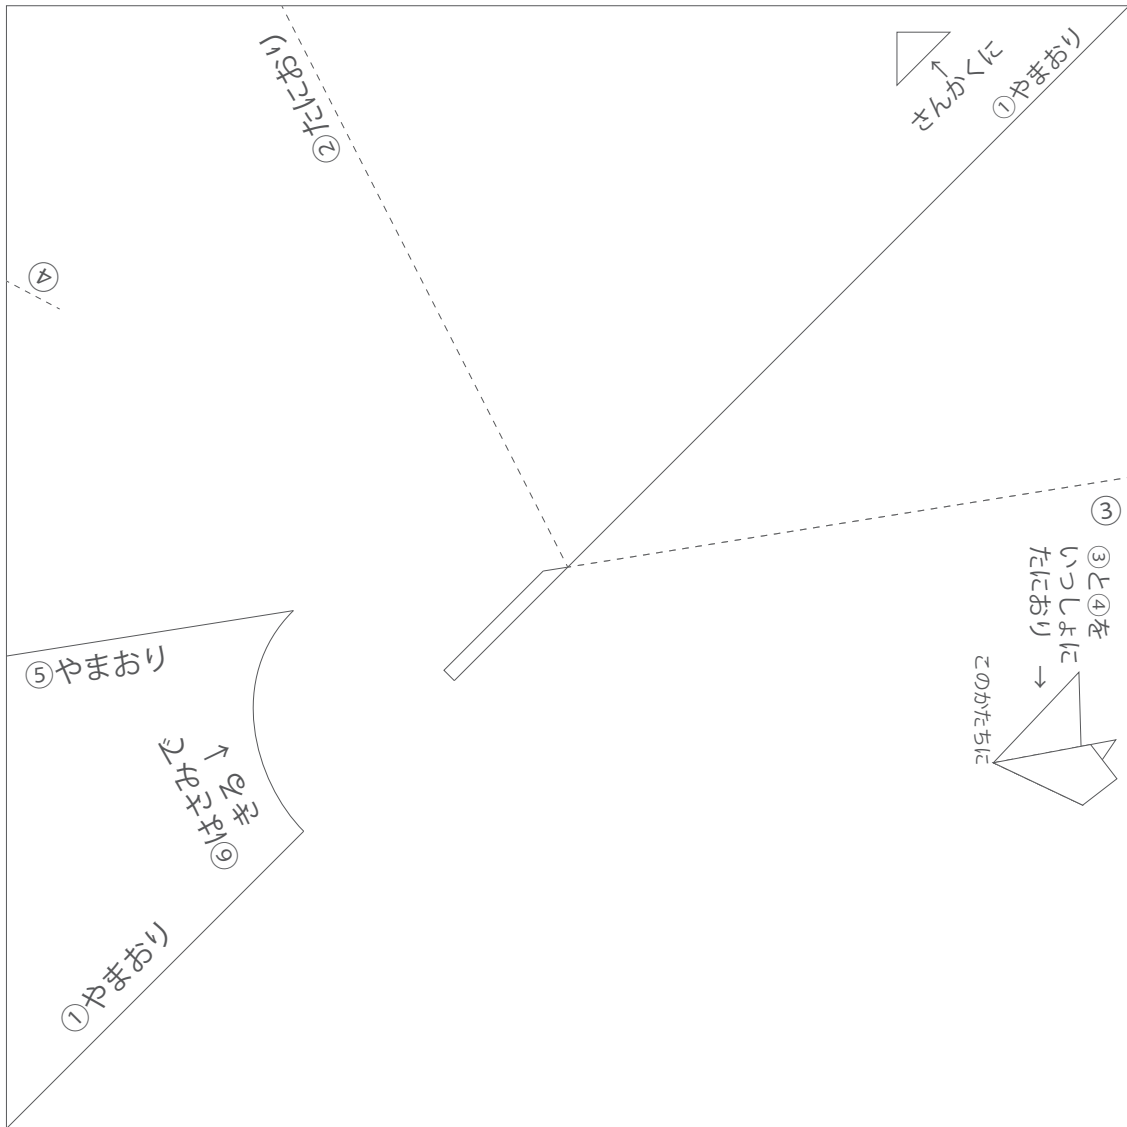 ①やまおり
さんかくに
②たにおり
③
④
③と④を
いっしょに
たにおり
このかたちに
⑤やまおり
⑥はさみで
きる
①やまおり